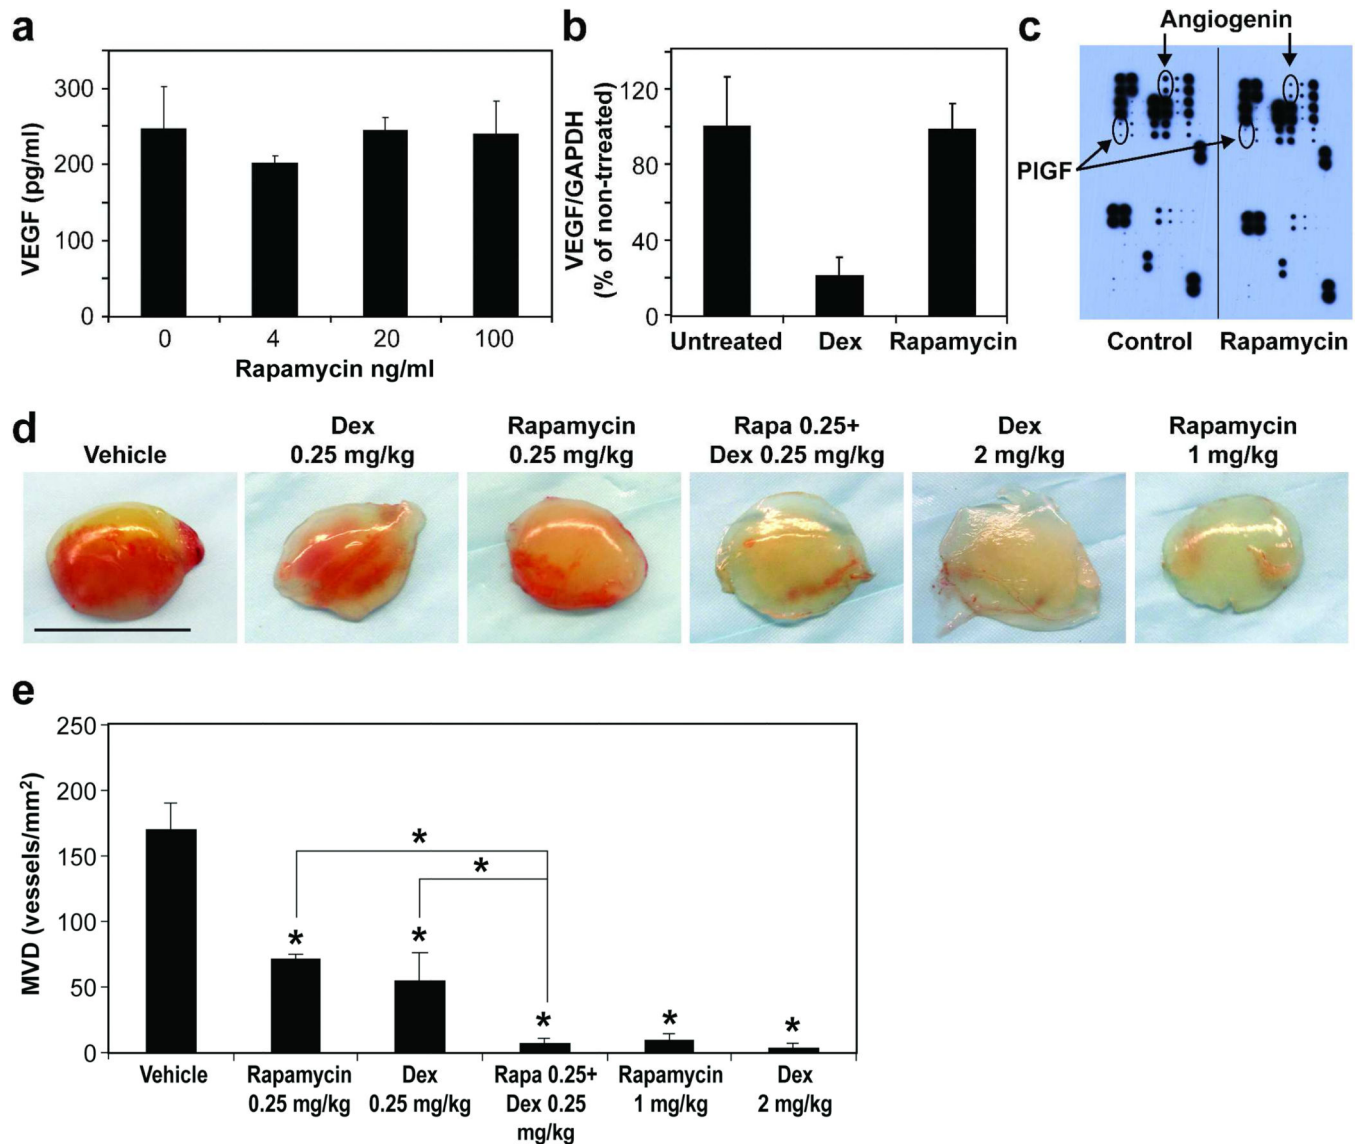 a
VEGF (pg/ml)
300
200
100
0
0 4 20 100
Rapamycin ng/ml
b
VEGF/GAPDH
(% of non-trreated)
120
80
40
0
Untreated Dex Rapamycin
c
Angiogenin
PlGF
Control Rapamycin
d
Vehicle
Dex
0.25 mg/kg
Rapamycin
0.25 mg/kg
Rapa 0.25+
Dex 0.25 mg/kg
Dex
2 mg/kg
Rapamycin
1 mg/kg
e
MVD (vessels/mm²)
250
200
150
100
50
0
*
*
*
*
*
*
*
Vehicle
Rapamycin
0.25 mg/kg
Dex
0.25 mg/kg
Rapa 0.25+
Dex 0.25
mg/kg
Rapamycin
1 mg/kg
Dex
2 mg/kg